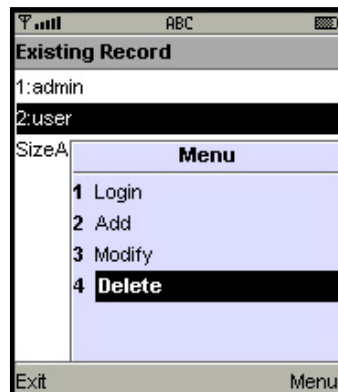 ABC
Existing Record
1:admin
2:user
SizeA
Menu
1 Login
2 Add
3 Modify
4 Delete
Exit Menu